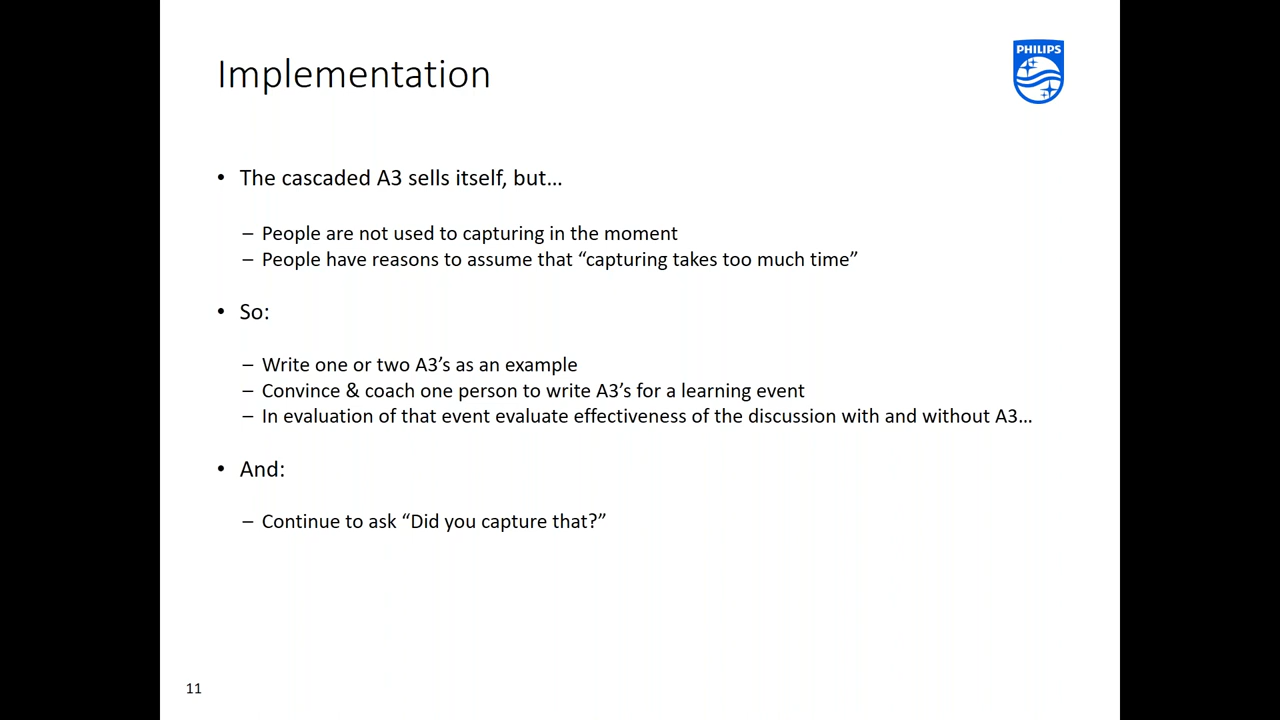 Implementation
PHILIPS
• The cascaded A3 sells itself, but…
– People are not used to capturing in the moment
– People have reasons to assume that “capturing takes too much time”
• So:
– Write one or two A3’s as an example
– Convince & coach one person to write A3’s for a learning event
– In evaluation of that event evaluate effectiveness of the discussion with and without A3…
• And:
– Continue to ask “Did you capture that?”
11